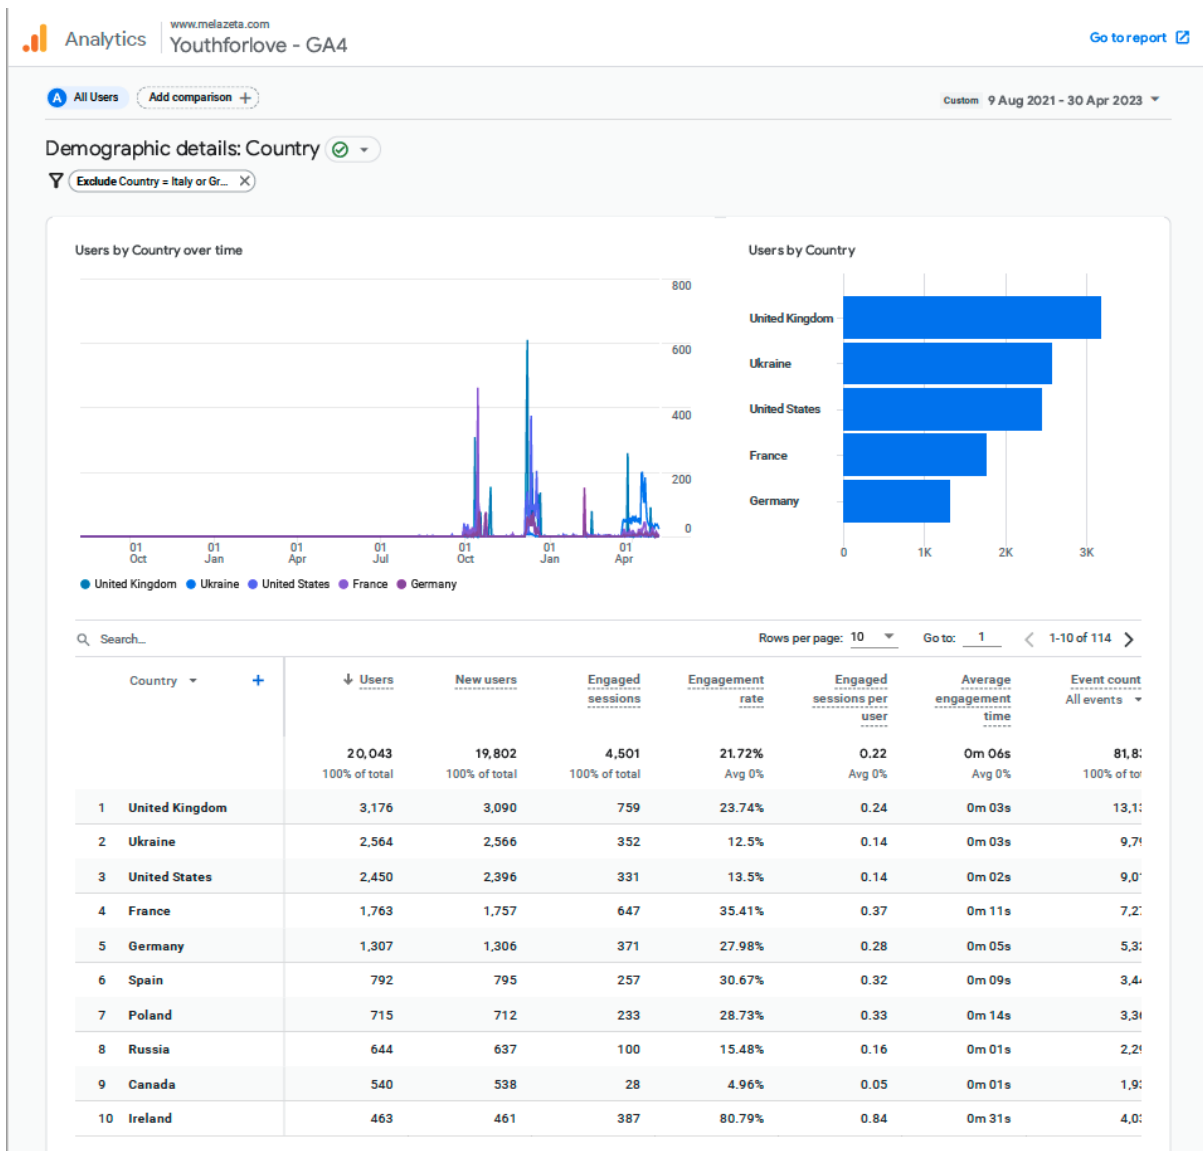 www.melazeta.com
Analytics
Youthforlove - GA4
Go to report
A All Users
Add comparison +
Custom 9 Aug 2021 - 30 Apr 2023
Demographic details: Country
Exclude Country = Italy or Gr...
Users by Country over time
800
600
400
200
0
01 Oct
01 Jan
01 Apr
01 Jul
01 Oct
01 Jan
01 Apr
United Kingdom Ukraine United States France Germany
Users by Country
United Kingdom
Ukraine
United States
France
Germany
0 1K 2K 3K
Search...
Rows per page: 10 Go to: 1 1-10 of 114
Country + Users New users Engaged sessions Engagement rate Engaged sessions per user Average engagement time Event count All events
20,043 19,802 4,501 21.72% 0.22 0m 06s
100% of total 100% of total 100% of total Avg 0% Avg 0% Avg 0% 100% of
1 United Kingdom 3,176 3,090 759 23.74% 0.24 0m 03s
2 Ukraine 2,564 2,566 352 12.5% 0.14 0m 03s
3 United States 2,450 2,396 331 13.5% 0.14 0m 02s
4 France 1,763 1,757 647 35.41% 0.37 0m 11s
5 Germany 1,307 1,306 371 27.98% 0.28 0m 05s
6 Spain 792 795 257 30.67% 0.32 0m 09s
7 Poland 715 712 233 28.73% 0.33 0m 14s
8 Russia 644 637 100 15.48% 0.16 0m 01s
9 Canada 540 538 28 4.96% 0.05 0m 01s
10 Ireland 463 461 387 80.79% 0.84 0m 31s